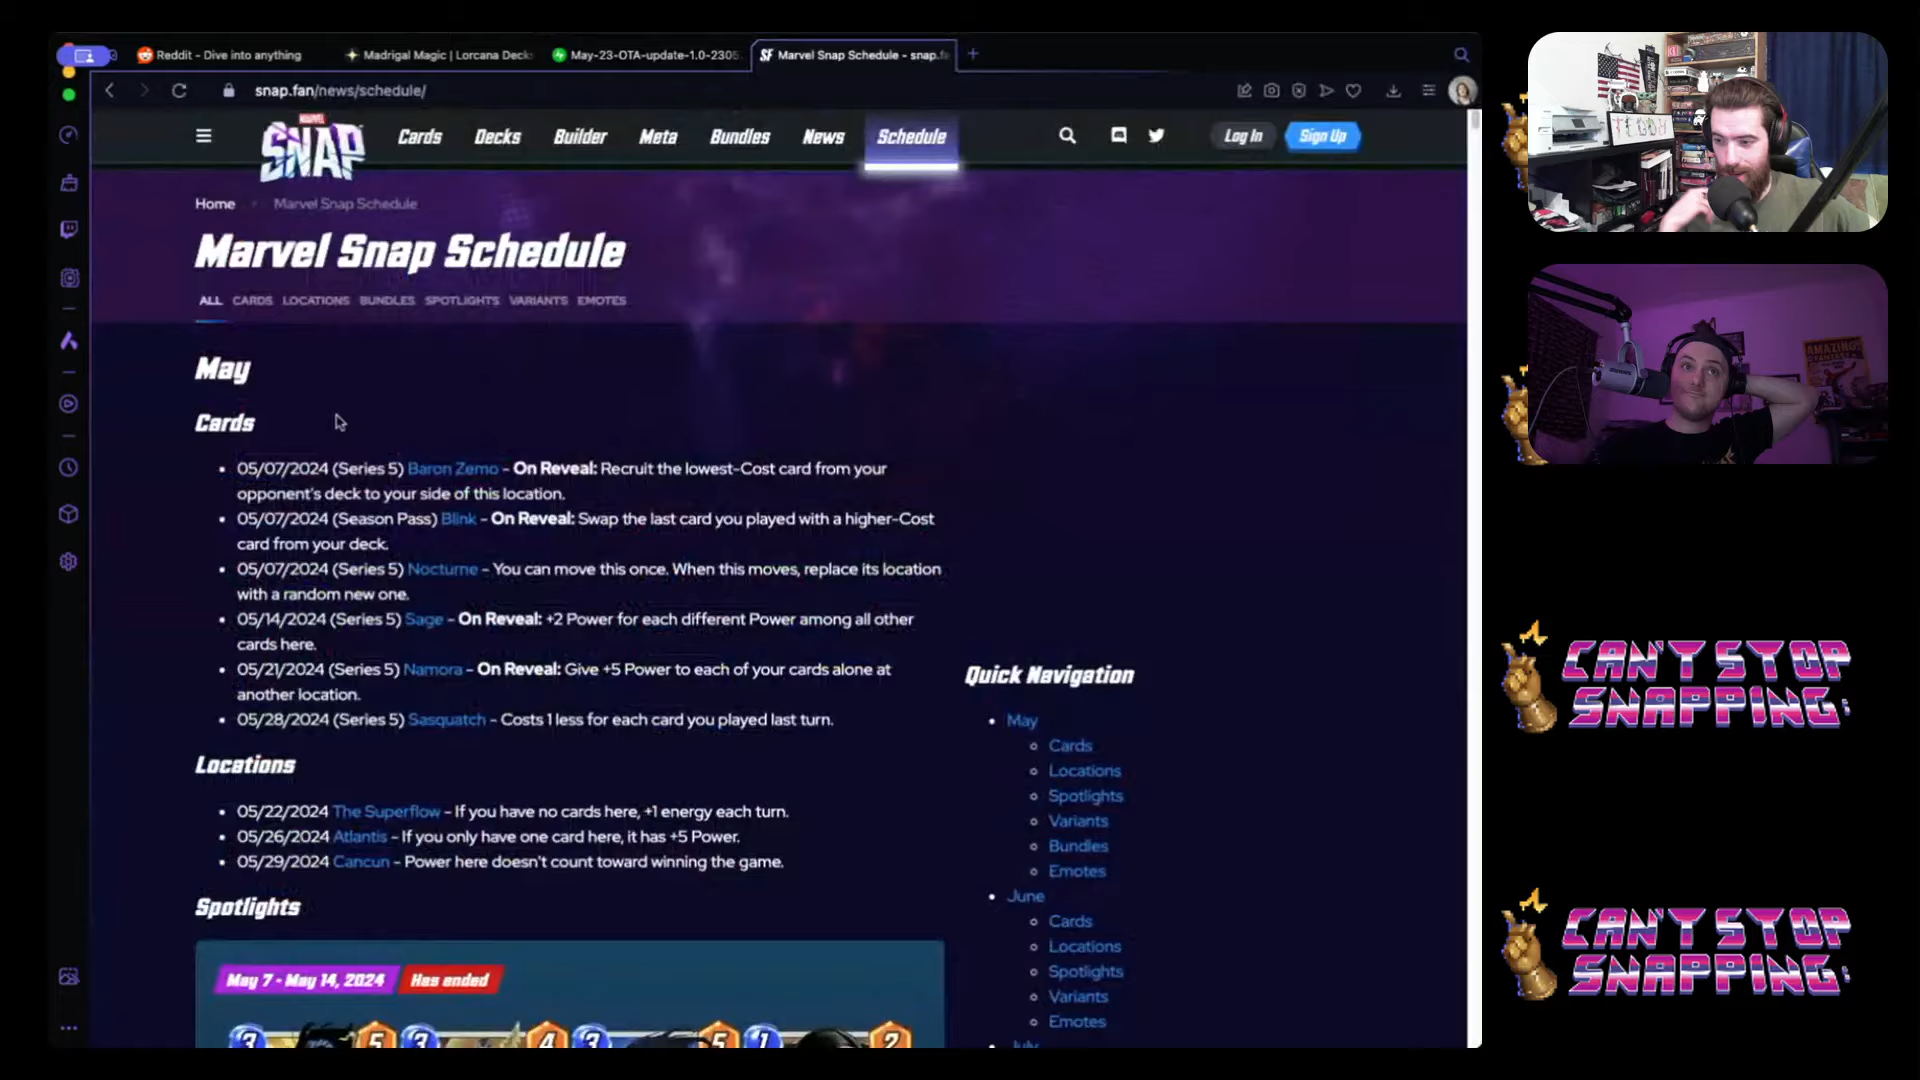 Reddit - Dive into anything
Madrigal Magic | Lorcana Deck
May-23-OTA-update-1.0-2305
Marvel Snap Schedule - snap.f
snap.fan/news/schedule/
MARVEL
SNAP
Cards
Decks
Builder
Meta
Bundles
News
Schedule
Log In
Sign Up
Home
Marvel Snap Schedule
Marvel Snap Schedule
ALL CARDS LOCATIONS BUNDLES SPOTLIGHTS VARIANTS EMOTES
May
Cards
05/07/2024 (Series 5) Baron Zemo - On Reveal: Recruit the lowest-Cost card from your
opponent's deck to your side of this location.
05/07/2024 (Season Pass) Blink - On Reveal: Swap the last card you played with a higher-Cost
card from your deck.
05/07/2024 (Series 5) Nocturne - You can move this once. When this moves, replace its location
with a random new one.
05/14/2024 (Series 5) Sage - On Reveal: +2 Power for each different Power among all other
cards here.
05/21/2024 (Series 5) Namora - On Reveal: Give +5 Power to each of your cards alone at
another location.
05/28/2024 (Series 5) Sasquatch - Costs 1 less for each card you played last turn.
Locations
05/22/2024 The Superflow - If you have no cards here, +1 energy each turn.
05/26/2024 Atlantis - If you only have one card here, it has +5 Power.
05/29/2024 Cancun - Power here doesn't count toward winning the game.
Spotlights
May 7 - May 14, 2024
Has ended
3 5 3 4 3 5 1 2
Quick Navigation
May
Cards
Locations
Spotlights
Variants
Bundles
Emotes
June
Cards
Locations
Spotlights
Variants
Emotes
July
AMAZING
CAN'T STOP
SNAPPING:
CAN'T STOP
SNAPPING: